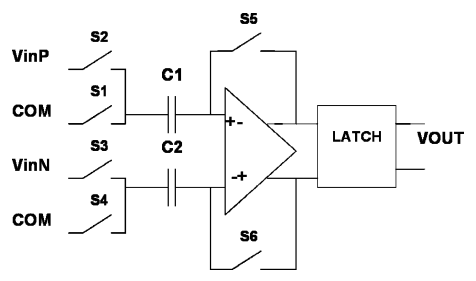 S5
S2
VinP
C1
S1
COM
+-
LATCH
VOUT
S3
C2
VinN
-+
S4
COM
S6